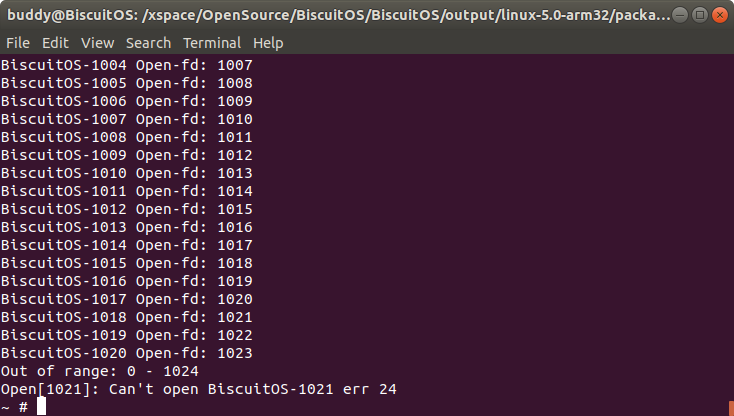 buddy@BiscuitOS: /xspace/OpenSource/BiscuitOS/BiscuitOS/output/linux-5.0-arm32/packa...
File Edit View Search Terminal Help
BiscuitOS-1004 Open-fd: 1007
BiscuitOS-1005 Open-fd: 1008
BiscuitOS-1006 Open-fd: 1009
BiscuitOS-1007 Open-fd: 1010
BiscuitOS-1008 Open-fd: 1011
BiscuitOS-1009 Open-fd: 1012
BiscuitOS-1010 Open-fd: 1013
BiscuitOS-1011 Open-fd: 1014
BiscuitOS-1012 Open-fd: 1015
BiscuitOS-1013 Open-fd: 1016
BiscuitOS-1014 Open-fd: 1017
BiscuitOS-1015 Open-fd: 1018
BiscuitOS-1016 Open-fd: 1019
BiscuitOS-1017 Open-fd: 1020
BiscuitOS-1018 Open-fd: 1021
BiscuitOS-1019 Open-fd: 1022
BiscuitOS-1020 Open-fd: 1023
Out of range: 0 - 1024
Open[1021]: Can't open BiscuitOS-1021 err 24
~ #